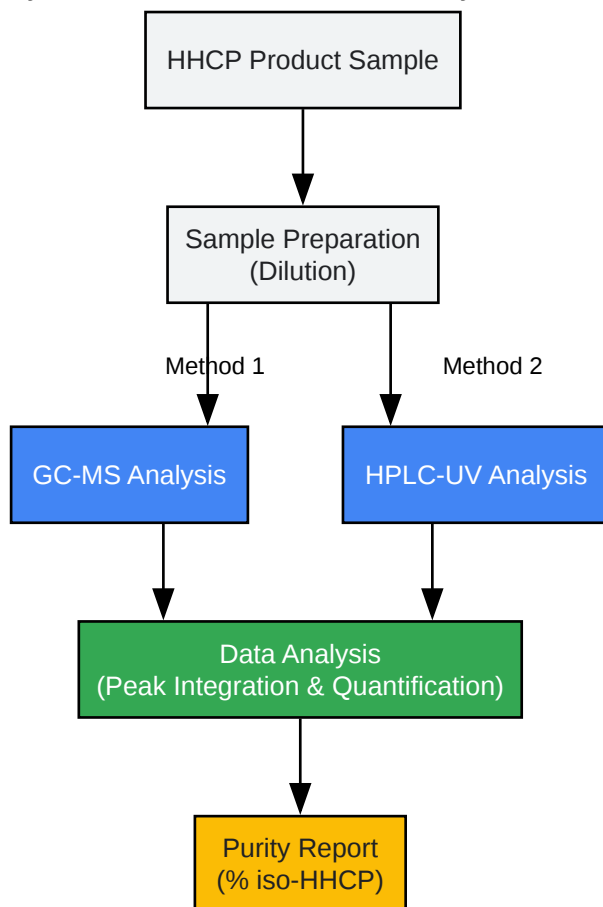 HHCP Product Sample
Sample Preparation
(Dilution)
Method 1
Method 2
GC-MS Analysis
HPLC-UV Analysis
Data Analysis
(Peak Integration & Quantification)
Purity Report
(% iso-HHCP)